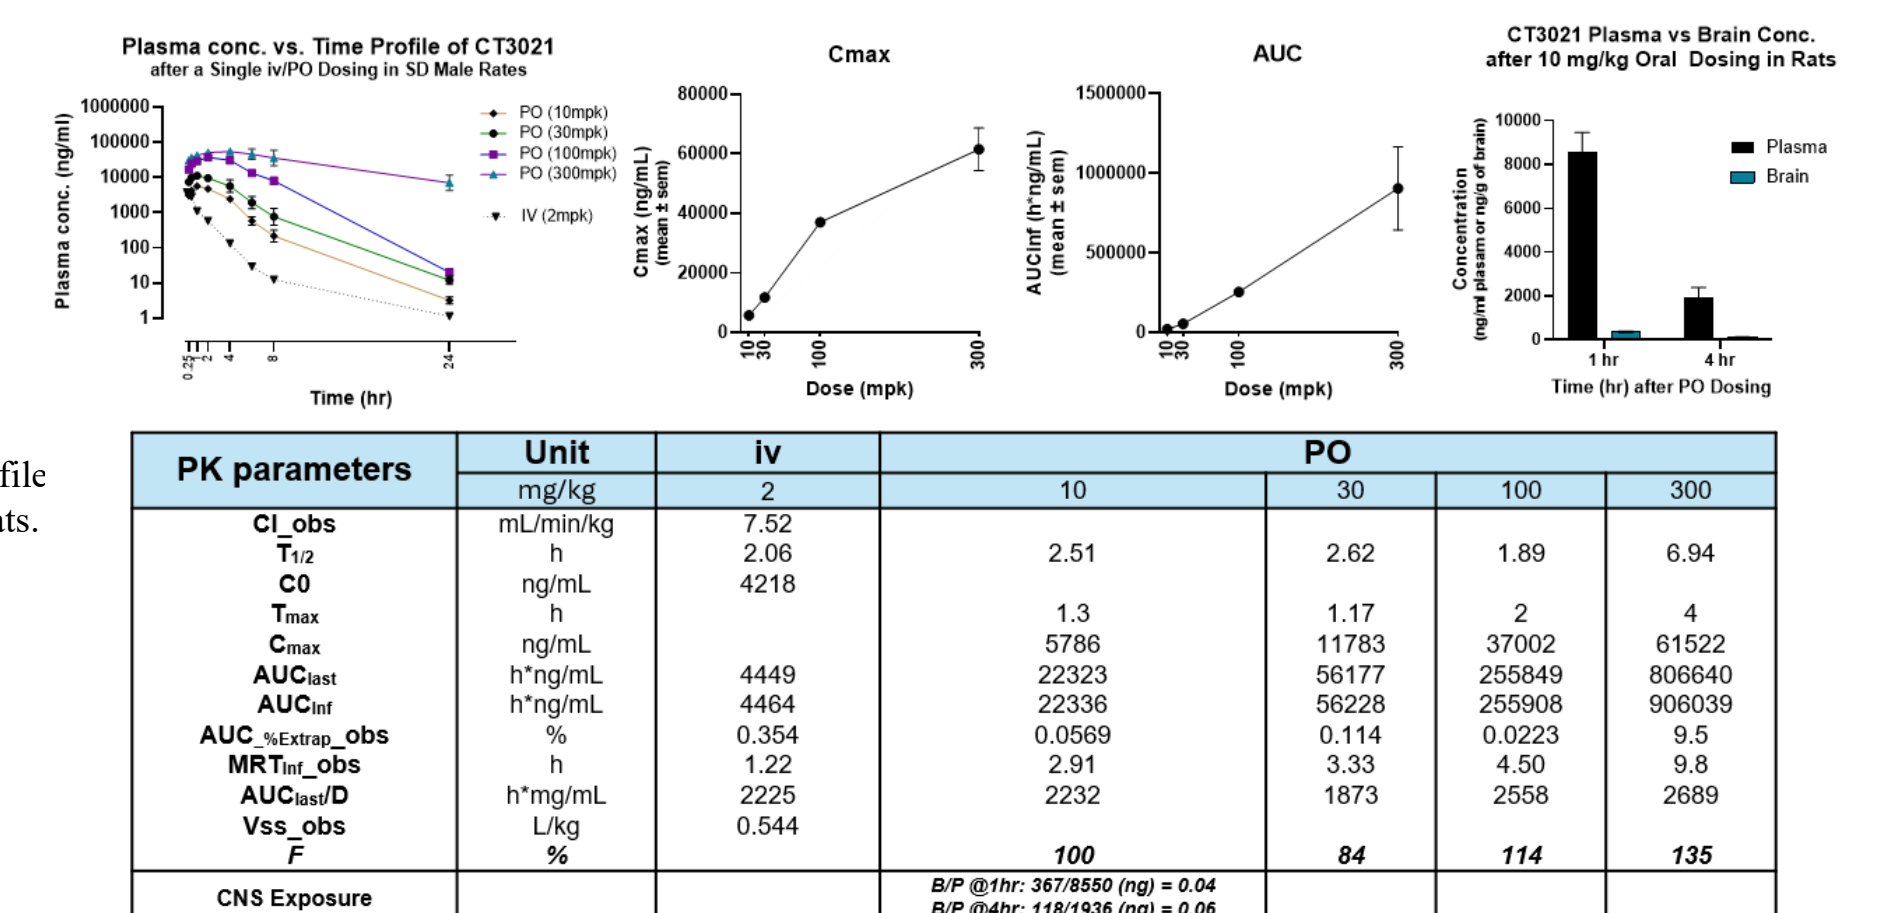 Plasma conc. vs. Time Profile of CT3021
after a Single iv/PO Dosing in SD Male Rates
Plasma conc. (ng/ml)
1000000
100000
10000
1000
100
10
1
0.25
1
2
4
8
24
Time (hr)
PO (10mpk)
PO (30mpk)
PO (100mpk)
PO (300mpk)
IV (2mpk)
Cmax
Cmax (ng/mL)
(mean ± sem)
80000
60000
40000
20000
0
10
30
100
300
Dose (mpk)
AUC
AUCinf (h*ng/mL)
(mean ± sem)
1500000
1000000
500000
0
10
30
100
300
Dose (mpk)
CT3021 Plasma vs Brain Conc.
after 10 mg/kg Oral Dosing in Rats
Concentration
(ng/ml plasam or ng/g of brain)
10000
8000
6000
4000
2000
0
1 hr
4 hr
Time (hr) after PO Dosing
Plasma
Brain
file
ats.
PK parameters Unit iv PO
mg/kg 2 10 30 100 300
Cl_obs mL/min/kg 7.52
T1/2 h 2.06 2.51 2.62 1.89 6.94
C0 ng/mL 4218
Tmax h 1.3 1.17 2 4
Cmax ng/mL 5786 11783 37002 61522
AUClast h*ng/mL 4449 22323 56177 255849 806640
AUCInf h*ng/mL 4464 22336 56228 255908 906039
AUC_%Extrap_obs % 0.354 0.0569 0.114 0.0223 9.5
MRTInf_obs h 1.22 2.91 3.33 4.50 9.8
AUClast/D h*mg/mL 2225 2232 1873 2558 2689
Vss_obs L/kg 0.544
F % 100 84 114 135
CNS Exposure B/P @1hr: 367/8550 (ng) = 0.04
B/P @4hr: 118/1936 (ng) = 0.06